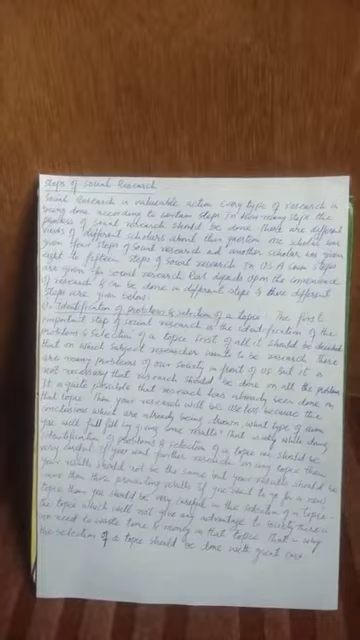 Steps of Social Research
Social Research is valueable action. Every type of research is
being done according to certain steps. In how many steps the
process of social research should be done. There are different
views of different scholars about this question. One scholar has
given four steps of social research and another scholar has given
eight to fifteen steps of social research. In U.S.A seven steps
are given for social research. But depends upon the convenience
of research & can be done in different steps & these different
steps are given below:
(1) Identification of problems & selection of a topic: The first &
important step of social research is the identification of the
problems & selection of a topic. First of all it should be decided
that on which subject researcher wants to be research. There
are many problems of our society in front of us but it is
not necessary that research should be done on all the problems.
It is quite possible that research has already been done on
that topic. Then your research will be use less because the
conclusions which are already being drawn, what type of aim
you will full fill by giving same results. That is why while doing
identification of problems & selection of a topic we should be
very careful. If you want further research on any topic then
your results should not be the same but your results should be
more than those prevailing results. If you want to go for a new
topic then you should be very careful in the selection of a topic.
the topic which will not give any advantage to society there is
no need to waste time & money on that topic. That is why
the selection of a topic should be done with great care